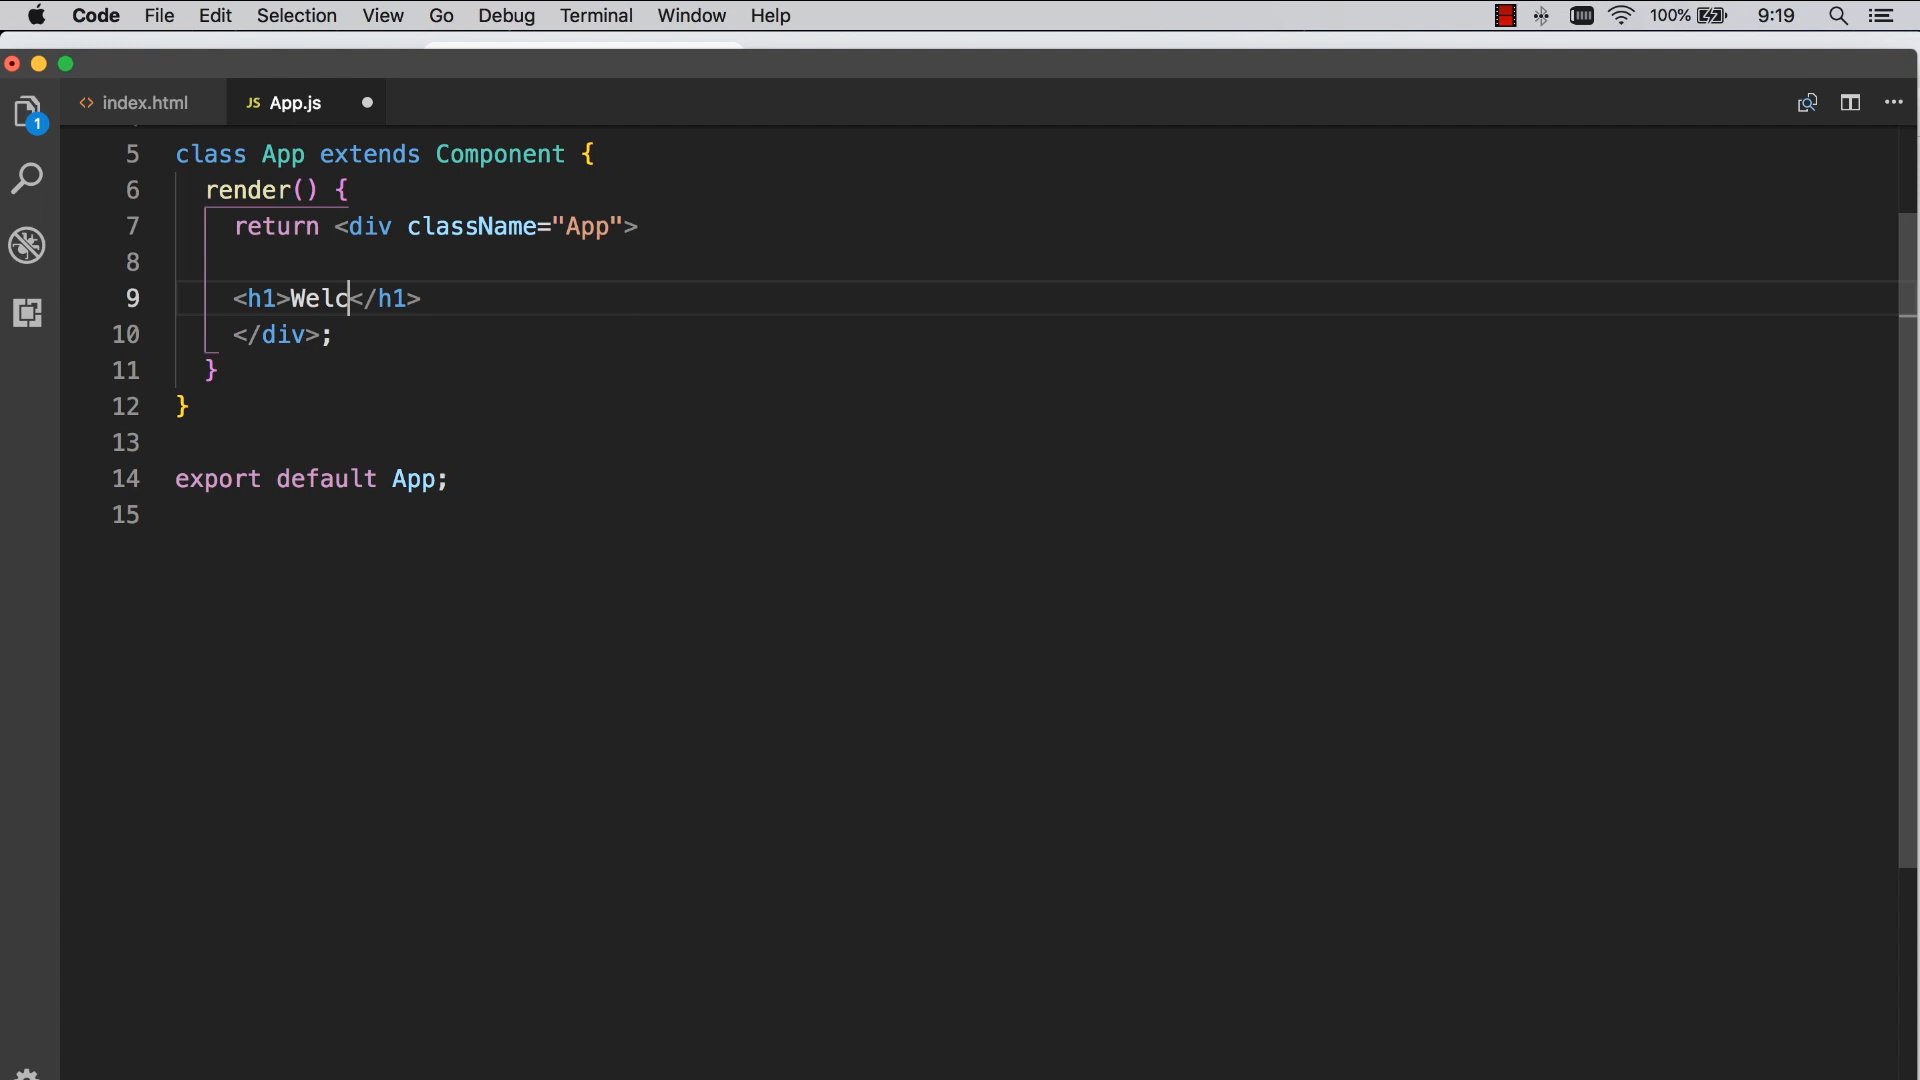 Code File Edit Selection View Go Debug Terminal Window Help 100% 9:19
<> index.html JS App.js
1
5 class App extends Component {
6 render() {
7 return <div className="App">
8
9 <h1>Welc</h1>
10 </div>;
11 }
12 }
13
14 export default App;
15